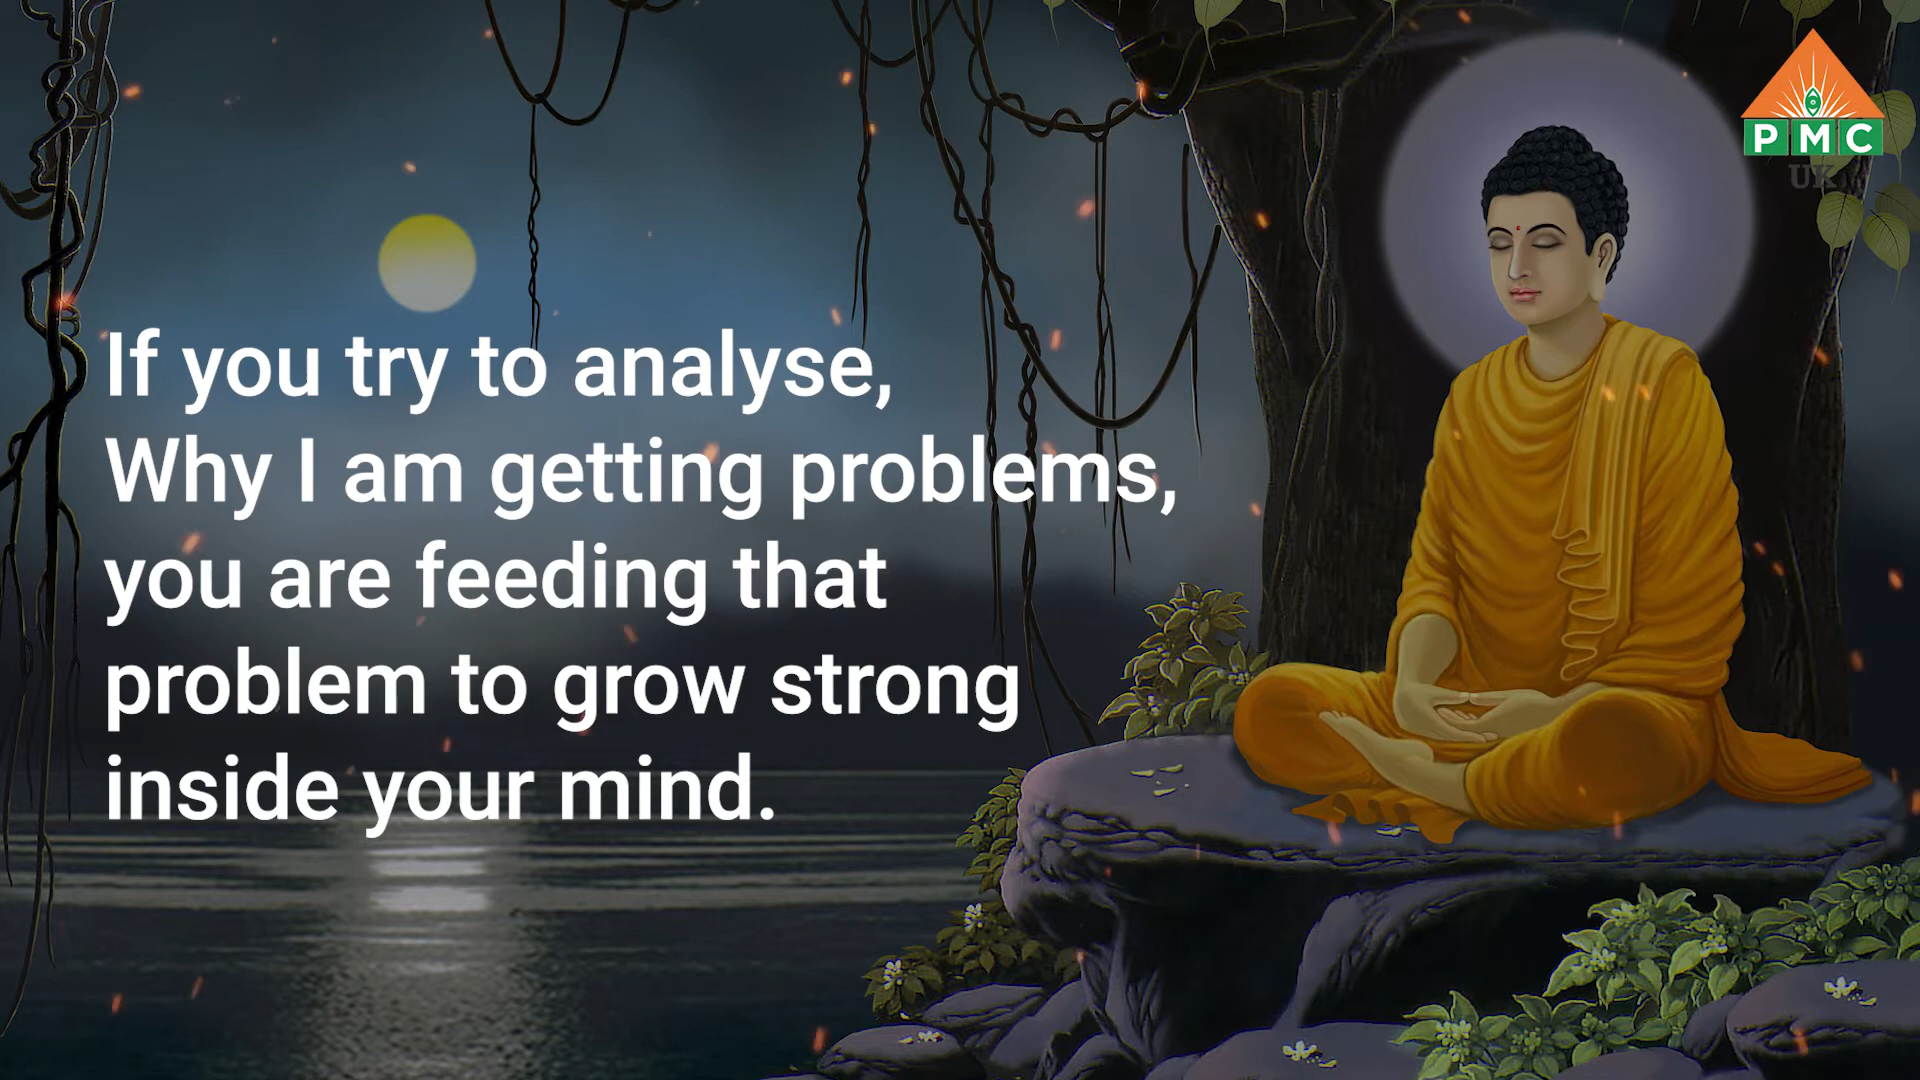 If you try to analyse,
Why I am getting problems,
you are feeding that
problem to grow strong
inside your mind.
PMC
UK